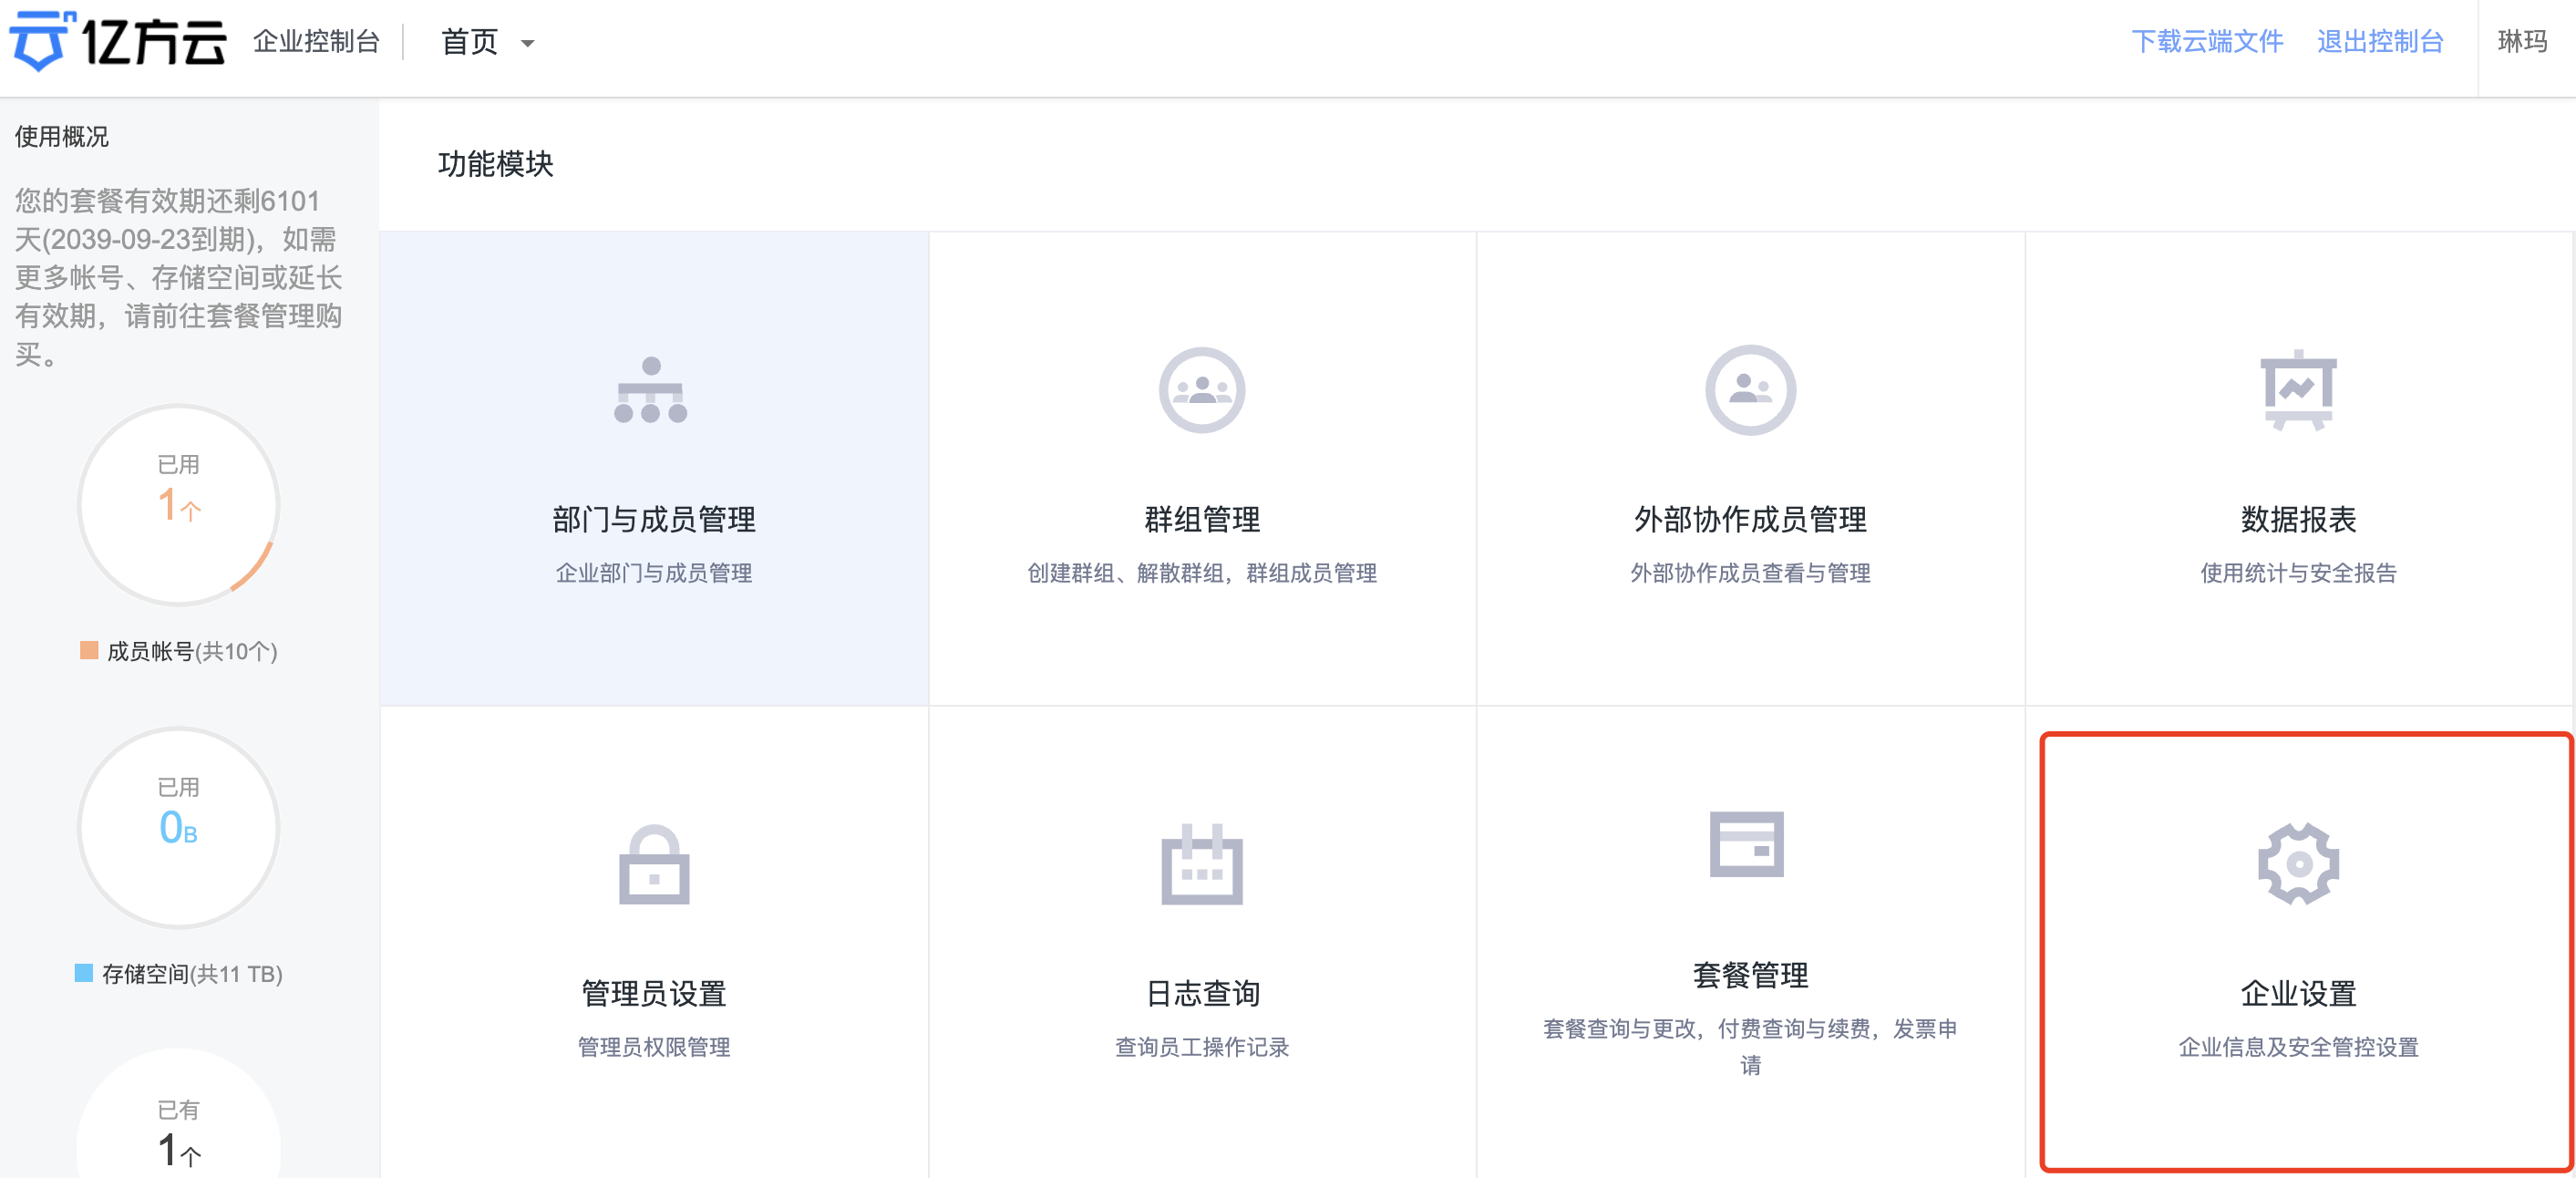 亿方云 企业控制台 首页
下载云端文件 退出控制台 琳玛
使用概况
您的套餐有效期还剩6101
天(2039-09-23到期)，如需
更多帐号、存储空间或延长
有效期，请前往套餐管理购
买。
已用
1个
成员帐号(共10个)
已用
0B
存储空间(共11 TB)
已有
1个
功能模块
部门与成员管理
企业部门与成员管理
群组管理
创建群组、解散群组，群组成员管理
外部协作成员管理
外部协作成员查看与管理
数据报表
使用统计与安全报告
管理员设置
管理员权限管理
日志查询
查询员工操作记录
套餐管理
套餐查询与更改，付费查询与续费，发票申
请
企业设置
企业信息及安全管控设置